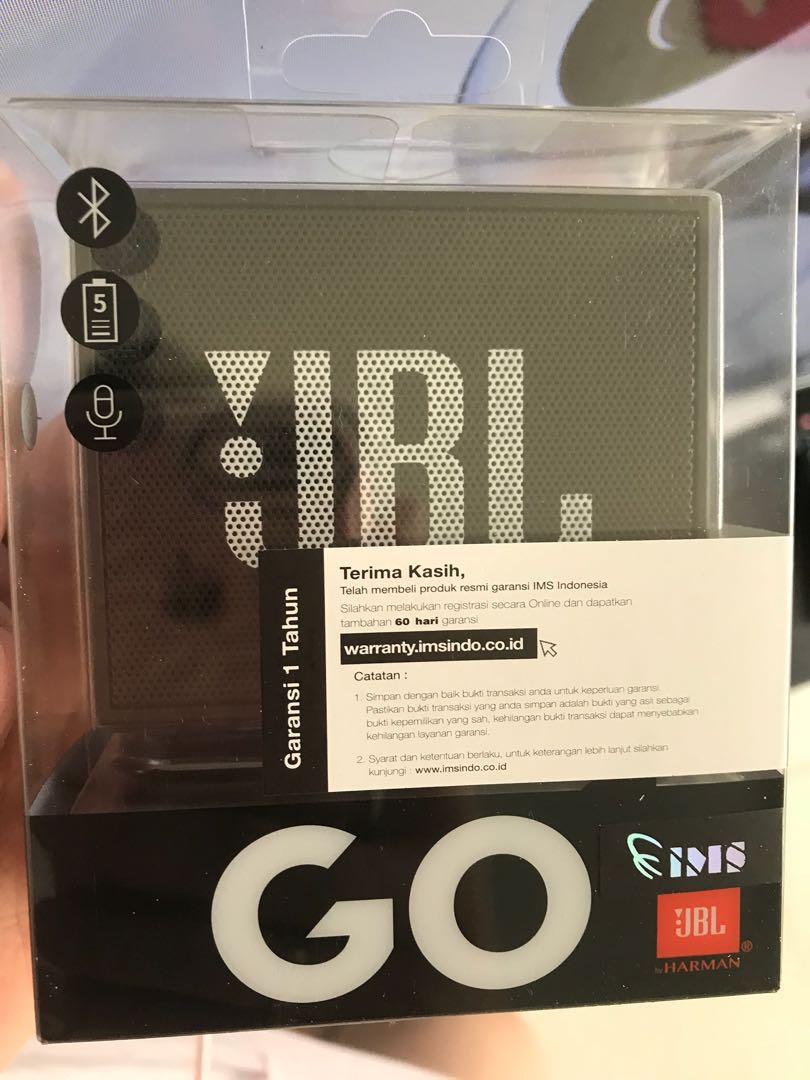 5
JBL
Garansi 1 Tahun
Terima Kasih,
Telah membeli produk resmi garansi IMS Indonesia
Silahkan melakukan registrasi secara Online dan dapatkan
tambahan 60 hari garansi
warranty.imsindo.co.id
Catatan :
1. Simpan dengan baik bukti transaksi anda untuk keperluan garansi.
Pastikan bukti transaksi yang anda simpan adalah bukti yang asli sebagai
bukti kepemilikan yang sah, kehilangan bukti transaksi dapat menyebabkan
kehilangan layanan garansi.
2. Syarat dan ketentuan berlaku, untuk keterangan lebih lanjut silahkan
kunjungi : www.imsindo.co.id
GO
IMS
JBL®
by HARMAN